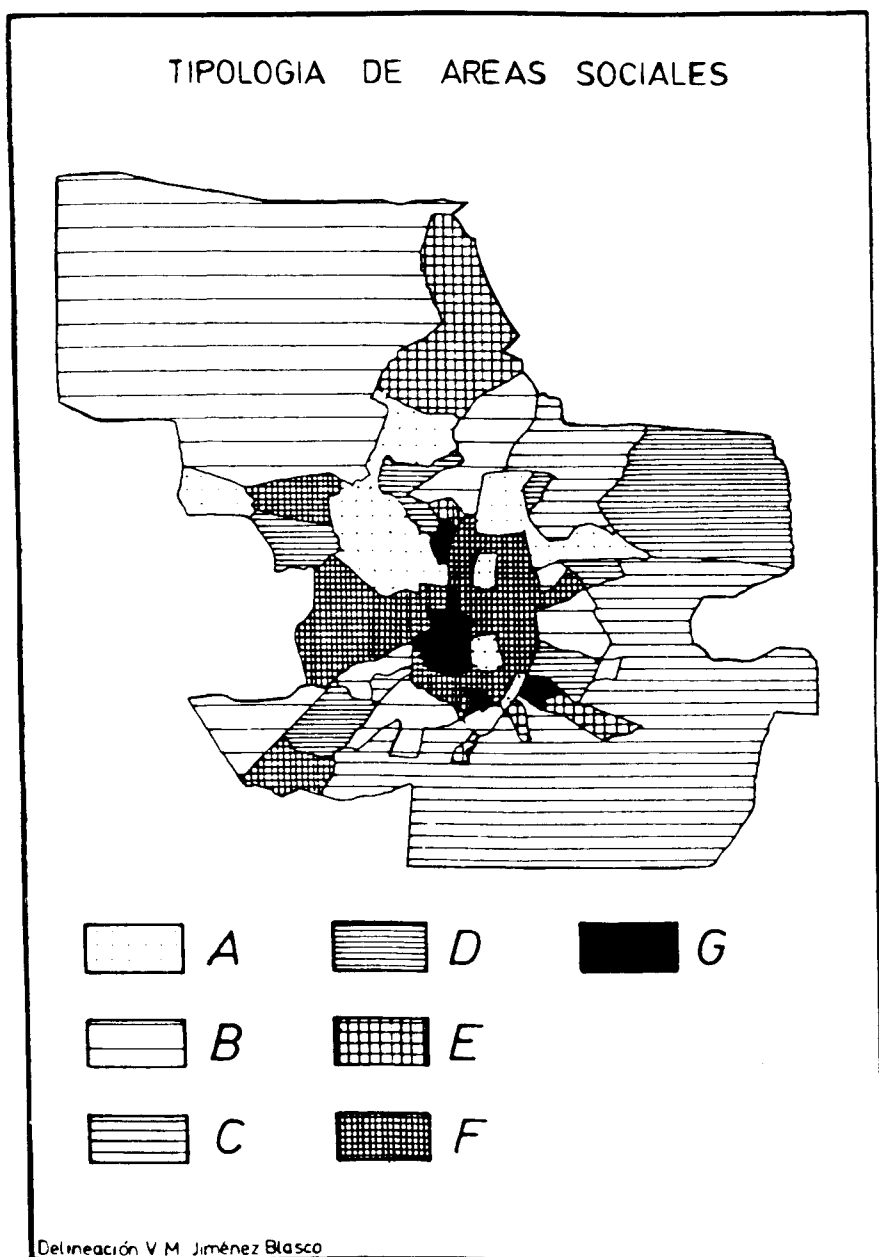 TIPOLOGIA DE AREAS SOCIALES
A D G
B E
C F
Delineación V M Jiménez Blasco